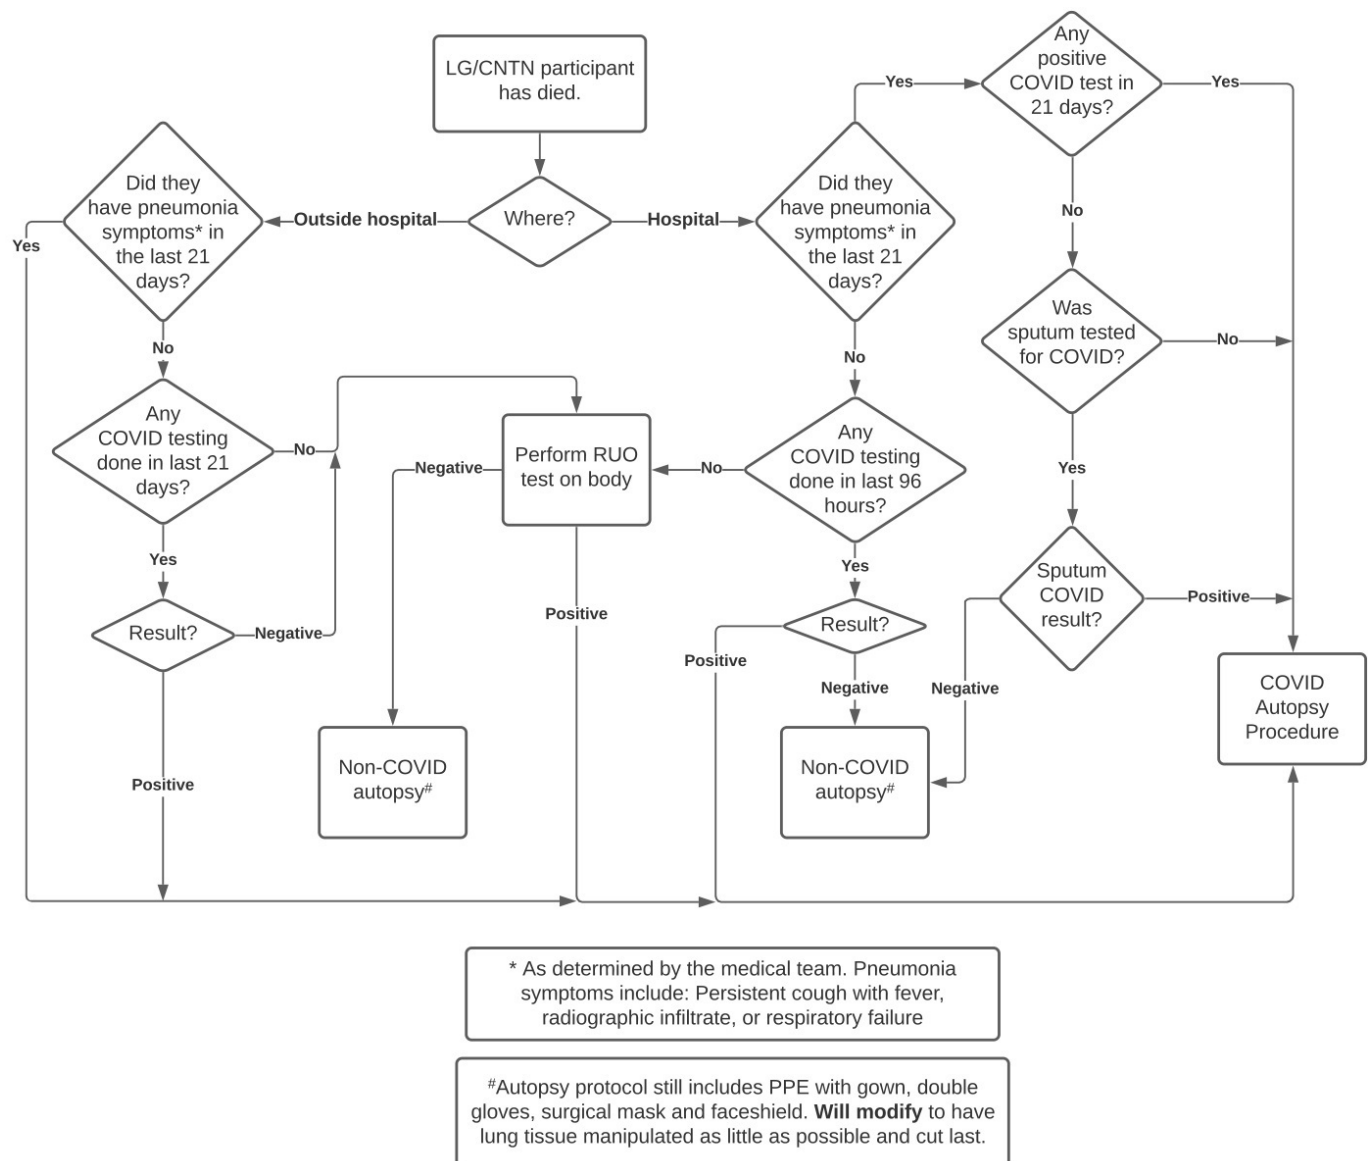 LG/CNTN participant
has died.
Where?
Outside hospital
Hospital
Did they
have pneumonia
symptoms* in
the last 21
days?
Yes
No
Any
COVID testing
done in last 21
days?
No
Yes
Result?
Negative
Positive
Perform RUO
test on body
Negative
Positive
Non-COVID
autopsy#
Did they
have pneumonia
symptoms* in
the last 21
days?
Yes
No
Any
COVID testing
done in last 96
hours?
No
Yes
Result?
Positive
Negative
Non-COVID
autopsy#
Any
positive
COVID test in
21 days?
Yes
No
Was
sputum tested
for COVID?
No
Yes
Sputum
COVID
result?
Positive
Negative
COVID
Autopsy
Procedure
* As determined by the medical team. Pneumonia
symptoms include: Persistent cough with fever,
radiographic infiltrate, or respiratory failure
#Autopsy protocol still includes PPE with gown, double
gloves, surgical mask and faceshield. Will modify to have
lung tissue manipulated as little as possible and cut last.